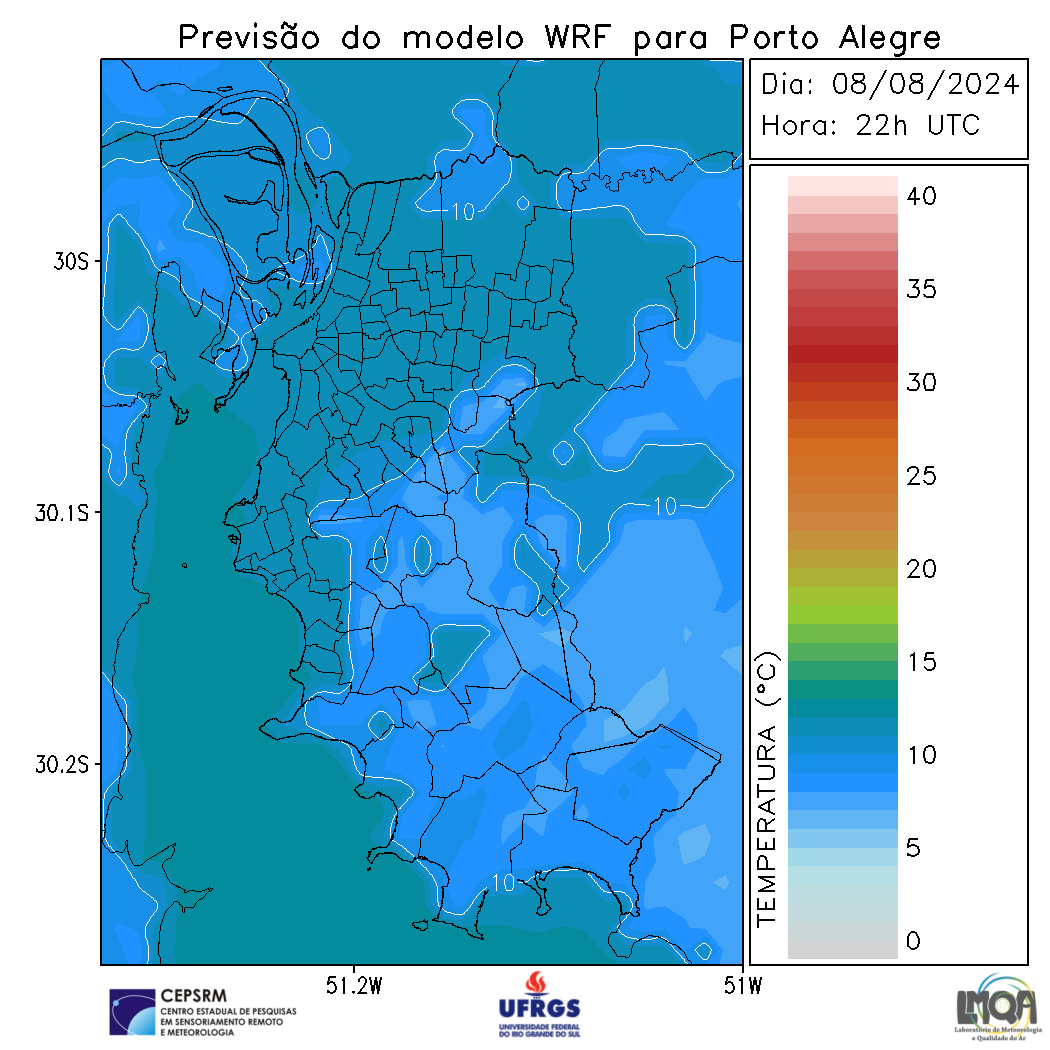 Previsão do modelo WRF para Porto Alegre
Dia: 08/08/2024
Hora: 22h UTC
40
35
30
25
20
15
10
5
0
TEMPERATURA (°C)
30S
30.1S
30.2S
51.2W
51W
10
10
10
CEPSRM
CENTRO ESTADUAL DE PESQUISAS
EM SENSORIAMENTO REMOTO
E METEOROLOGIA
UFRGS
UNIVERSIDADE FEDERAL
DO RIO GRANDE DO SUL
LMQA
Laboratório de Meteorologia
e Qualidade do Ar